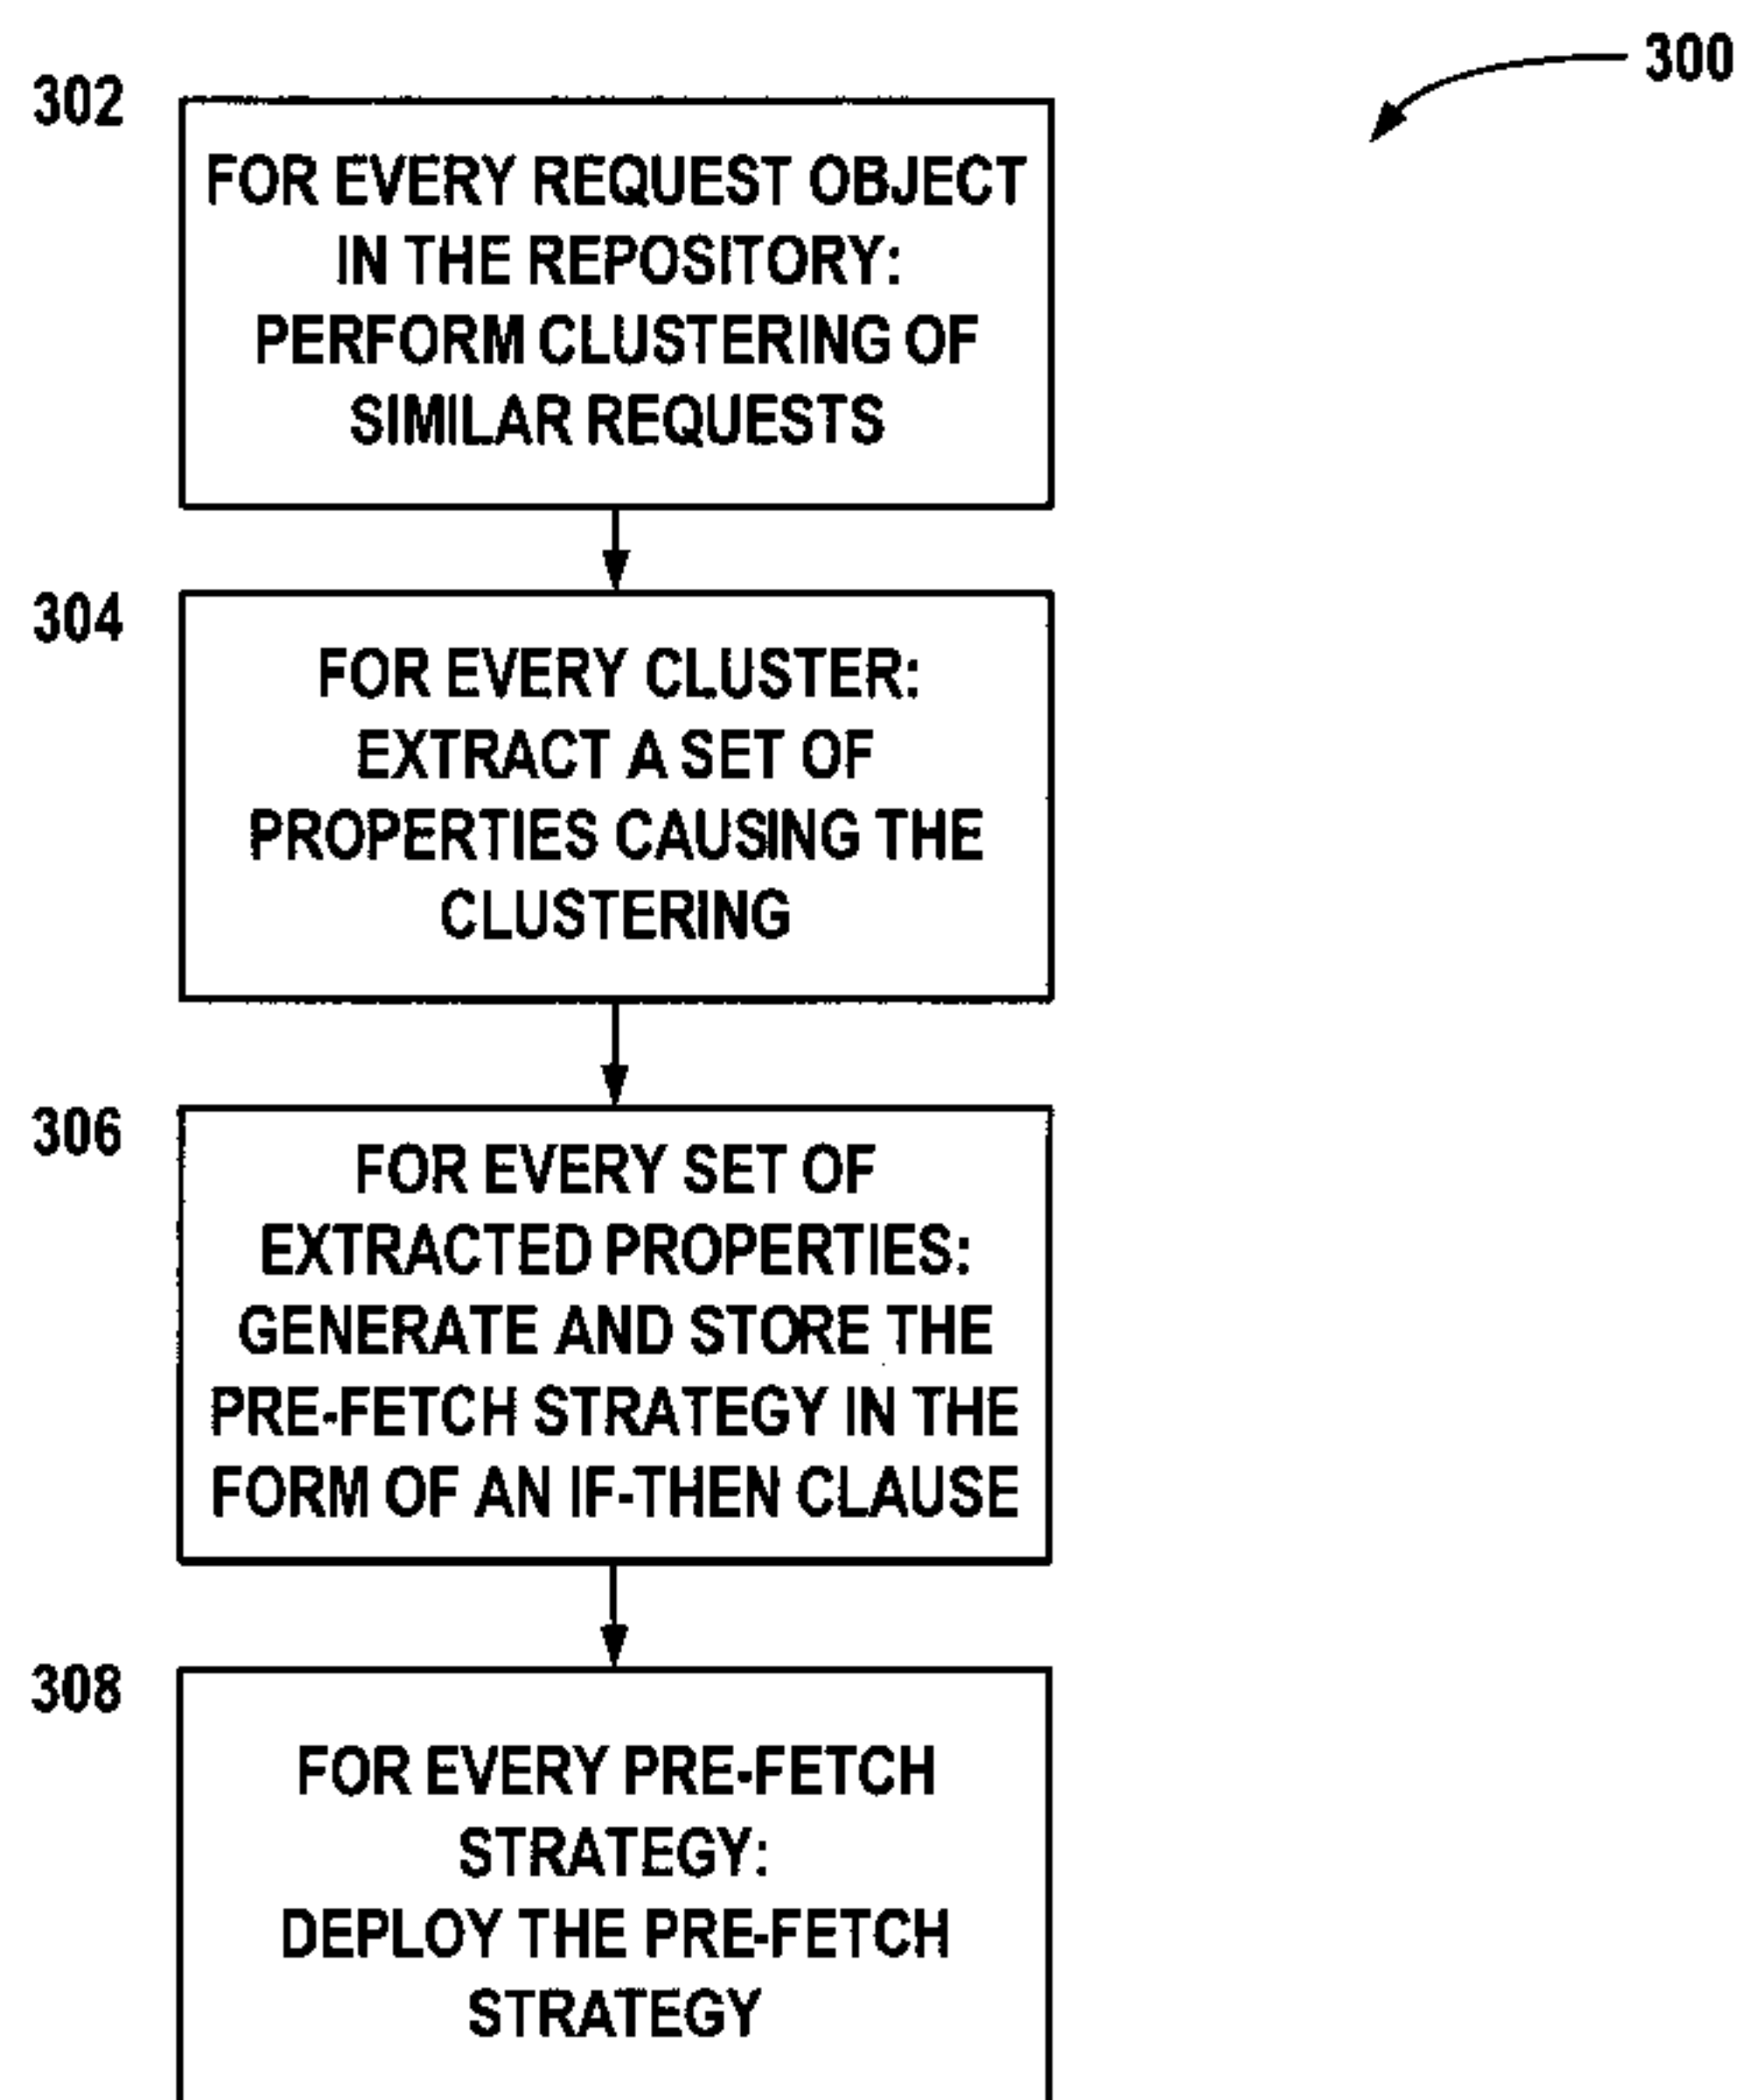 300
302
FOR EVERY REQUEST OBJECT
IN THE REPOSITORY:
PERFORM CLUSTERING OF
SIMILAR REQUESTS
304
FOR EVERY CLUSTER:
EXTRACT A SET OF
PROPERTIES CAUSING THE
CLUSTERING
306
FOR EVERY SET OF
EXTRACTED PROPERTIES:
GENERATE AND STORE THE
PRE-FETCH STRATEGY IN THE
FORM OF AN IF-THEN CLAUSE
308
FOR EVERY PRE-FETCH
STRATEGY:
DEPLOY THE PRE-FETCH
STRATEGY